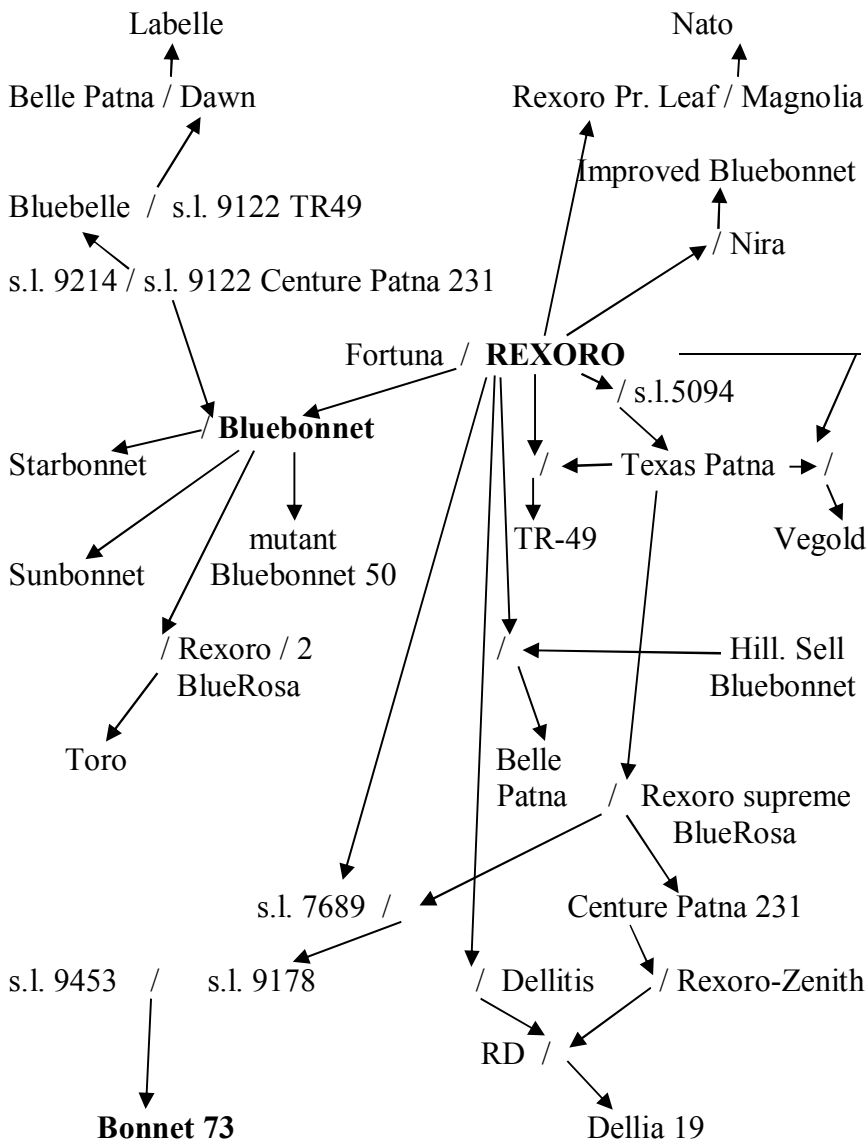 Labelle
Nato
Belle Patna / Dawn
Rexoro Pr. Leaf / Magnolia
Improved Bluebonnet
Bluebelle / s.l. 9122 TR49
/ Nira
s.l. 9214 / s.l. 9122 Centure Patna 231
Fortuna / REXORO
/ s.l.5094
/ Bluebonnet
Starbonnet
/
Texas Patna
/
mutant
Bluebonnet 50
TR-49
Vegold
Sunbonnet
/ Rexoro / 2
BlueRosa
/
Hill. Sell
Bluebonnet
Toro
Belle
Patna
/ Rexoro supreme
BlueRosa
s.l. 7689 /
Centure Patna 231
s.l. 9453 / s.l. 9178
/ Dellitis
/ Rexoro-Zenith
RD /
Bonnet 73
Dellia 19